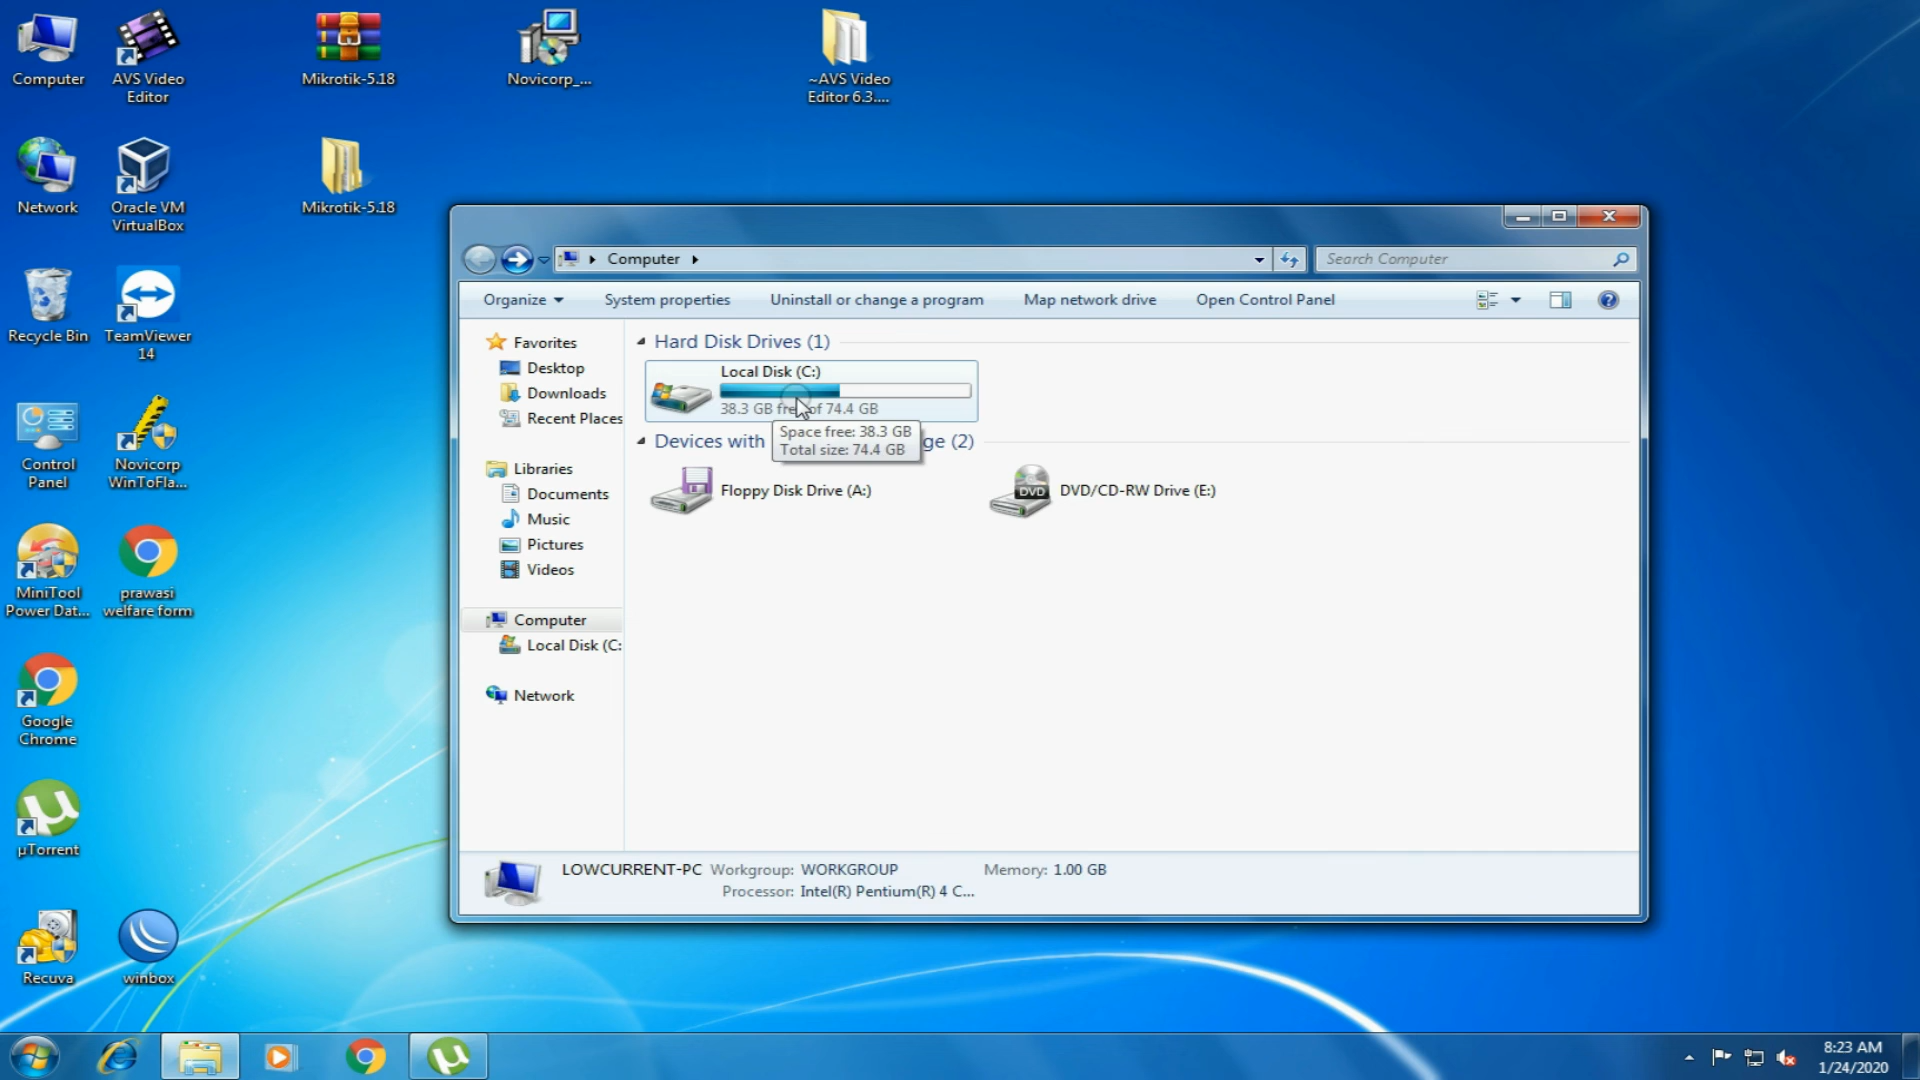 Computer
AVS Video
Editor
Mikrotik-5.18
Novicorp_...
~AVS Video
Editor 6.3....
Network
Oracle VM
VirtualBox
Mikrotik-5.18
Recycle Bin
TeamViewer
14
Control
Panel
Novicorp
WinToFla...
MiniTool
Power Dat...
prawasi
welfare form
Google
Chrome
µTorrent
Recuva
winbox
Computer
Search Computer
Organize
System properties
Uninstall or change a program
Map network drive
Open Control Panel
Favorites
Desktop
Downloads
Recent Places
Libraries
Documents
Music
Pictures
Videos
Computer
Local Disk (C:
Network
Hard Disk Drives (1)
Local Disk (C:)
38.3 GB free of 74.4 GB
Space free: 38.3 GB
Total size: 74.4 GB
Devices with ge (2)
Floppy Disk Drive (A:)
DVD
DVD/CD-RW Drive (E:)
LOWCURRENT-PC Workgroup: WORKGROUP Memory: 1.00 GB
Processor: Intel(R) Pentium(R) 4 C...
8:23 AM
1/24/2020